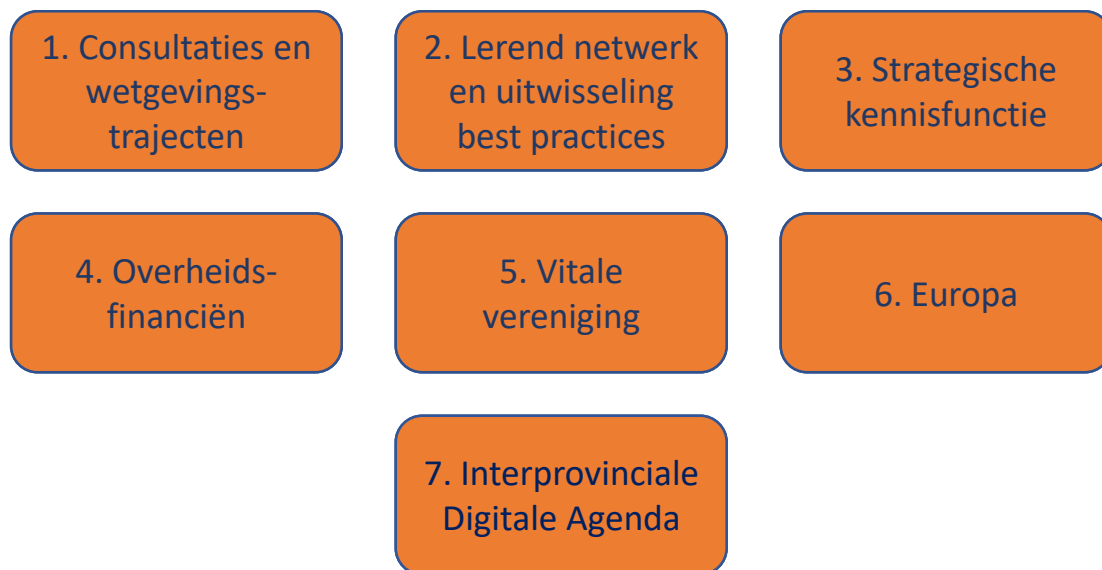 1. Consultaties en
wetgevings-
trajecten
2. Lerend netwerk
en uitwisseling
best practices
3. Strategische
kennisfunctie
4. Overheids-
financiën
5. Vitale
vereniging
6. Europa
7. Interprovinciale
Digitale Agenda